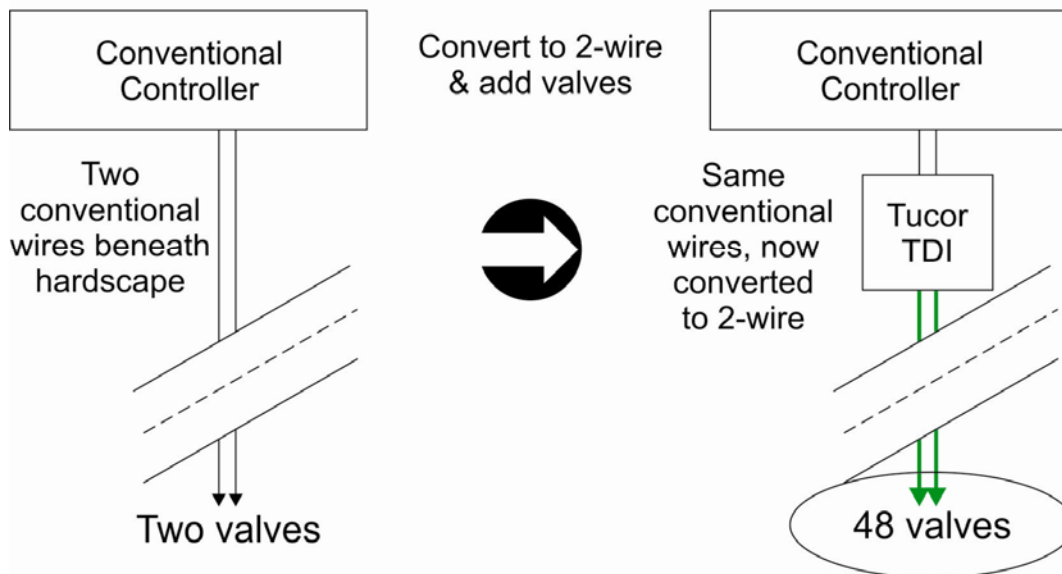 Conventional
Controller
Two
conventional
wires beneath
hardscape
Two valves
Convert to 2-wire
& add valves
Conventional
Controller
Same
conventional
wires, now
converted
to 2-wire
Tucor
TDI
48 valves